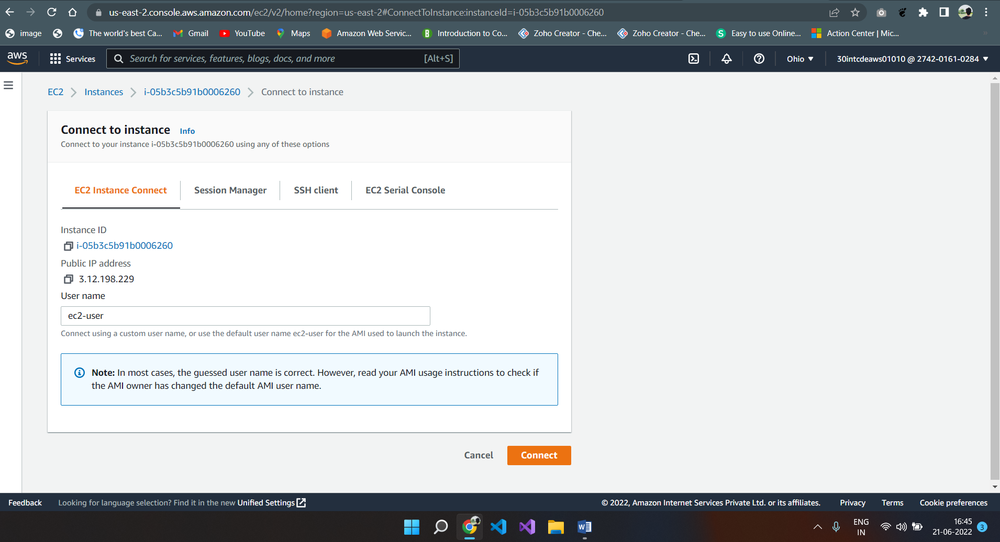 us-east-2.console.aws.amazon.com/ec2/v2/home?region=us-east-2#ConnectToInstance:instanceId=i-05b3c5b91b0006260
image The world's best Ca... Gmail YouTube Maps Amazon Web Servic... B Introduction to Co... Zoho Creator - Che... Zoho Creator - Che... S Easy to use Online... Action Center | Mic...
aws Services Search for services, features, blogs, docs, and more [Alt+S] Ohio 30intcdeaws01010 @ 2742-0161-0284
EC2 Instances i-05b3c5b91b0006260 Connect to instance
Connect to instance Info
Connect to your instance i-05b3c5b91b0006260 using any of these options
EC2 Instance Connect Session Manager SSH client EC2 Serial Console
Instance ID
i-05b3c5b91b0006260
Public IP address
3.12.198.229
User name
ec2-user
Connect using a custom user name, or use the default user name ec2-user for the AMI used to launch the instance.
Note: In most cases, the guessed user name is correct. However, read your AMI usage instructions to check if
the AMI owner has changed the default AMI user name.
Cancel Connect
Feedback Looking for language selection? Find it in the new Unified Settings © 2022, Amazon Internet Services Private Ltd. or its affiliates. Privacy Terms Cookie preferences
W ENG 16:45 3
IN 21-06-2022